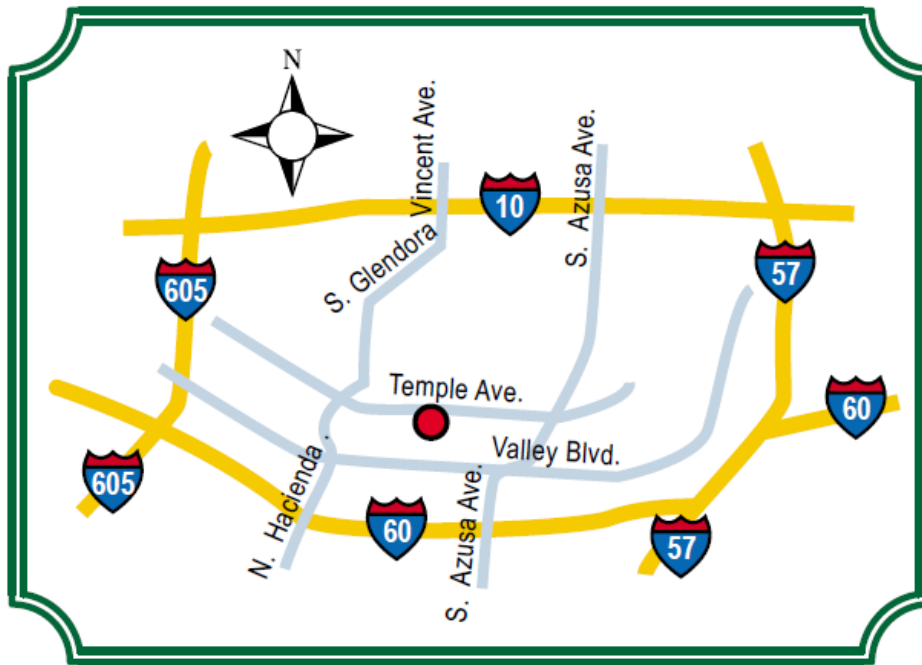 N
Vincent Ave.
S. Azusa Ave.
10
S. Glendora
57
605
Temple Ave.
60
Valley Blvd.
605
N. Hacienda .
60
S. Azusa Ave.
57